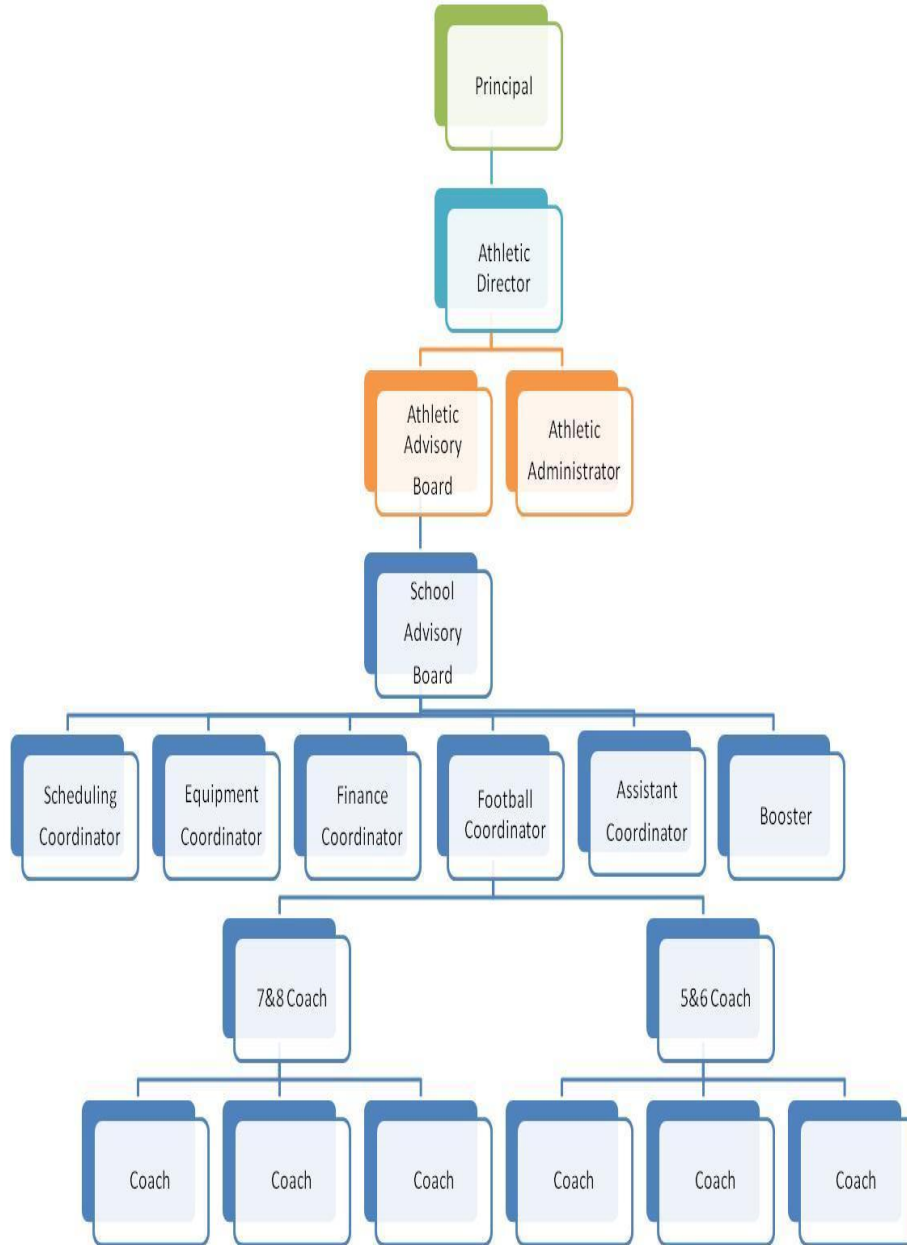 Principal
Athletic
Director
Athletic
Advisory
Board
Athletic
Administrator
School
Advisory
Board
Scheduling
Coordinator
Equipment
Coordinator
Finance
Coordinator
Football
Coordinator
Assistant
Coordinator
Booster
7&8 Coach
5&6 Coach
Coach
Coach
Coach
Coach
Coach
Coach